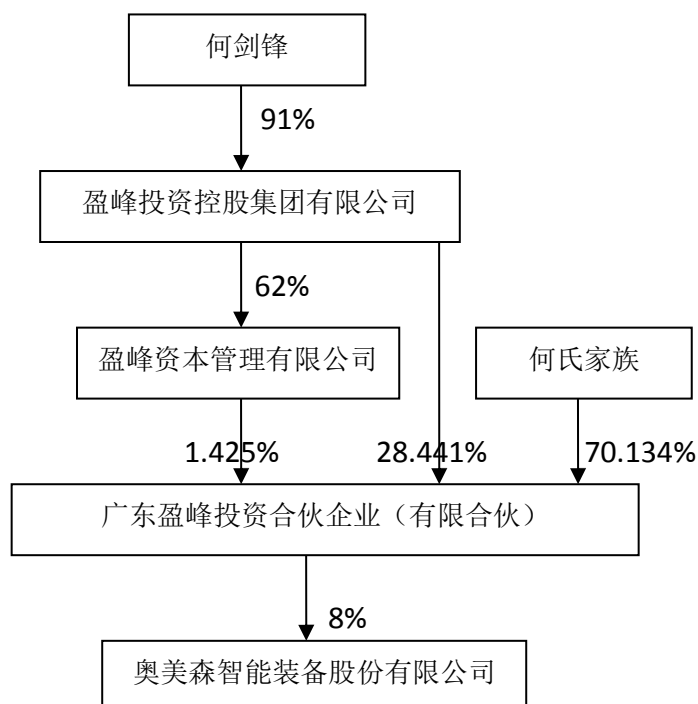 何剑锋
91%
盈峰投资控股集团有限公司
62%
盈峰资本管理有限公司
何氏家族
1.425%
28.441%
70.134%
广东盈峰投资合伙企业（有限合伙）
8%
奥美森智能装备股份有限公司